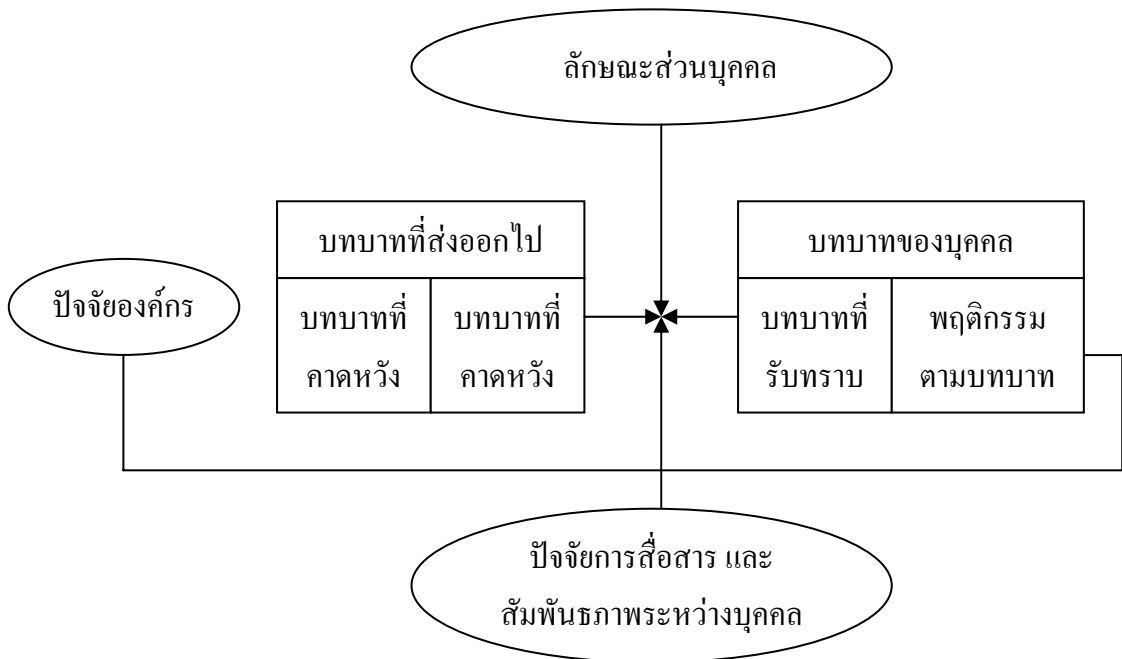 ลักษณะส่วนบุคคล
บทบาทที่ส่งออกไป
บทบาทของบุคคล
ปัจจัยองค์กร
บทบาทที่
คาดหวัง
บทบาทที่
คาดหวัง
บทบาทที่
รับทราบ
พฤติกรรม
ตามบทบาท
ปัจจัยการสื่อสาร และ
สัมพันธภาพระหว่างบุคคล